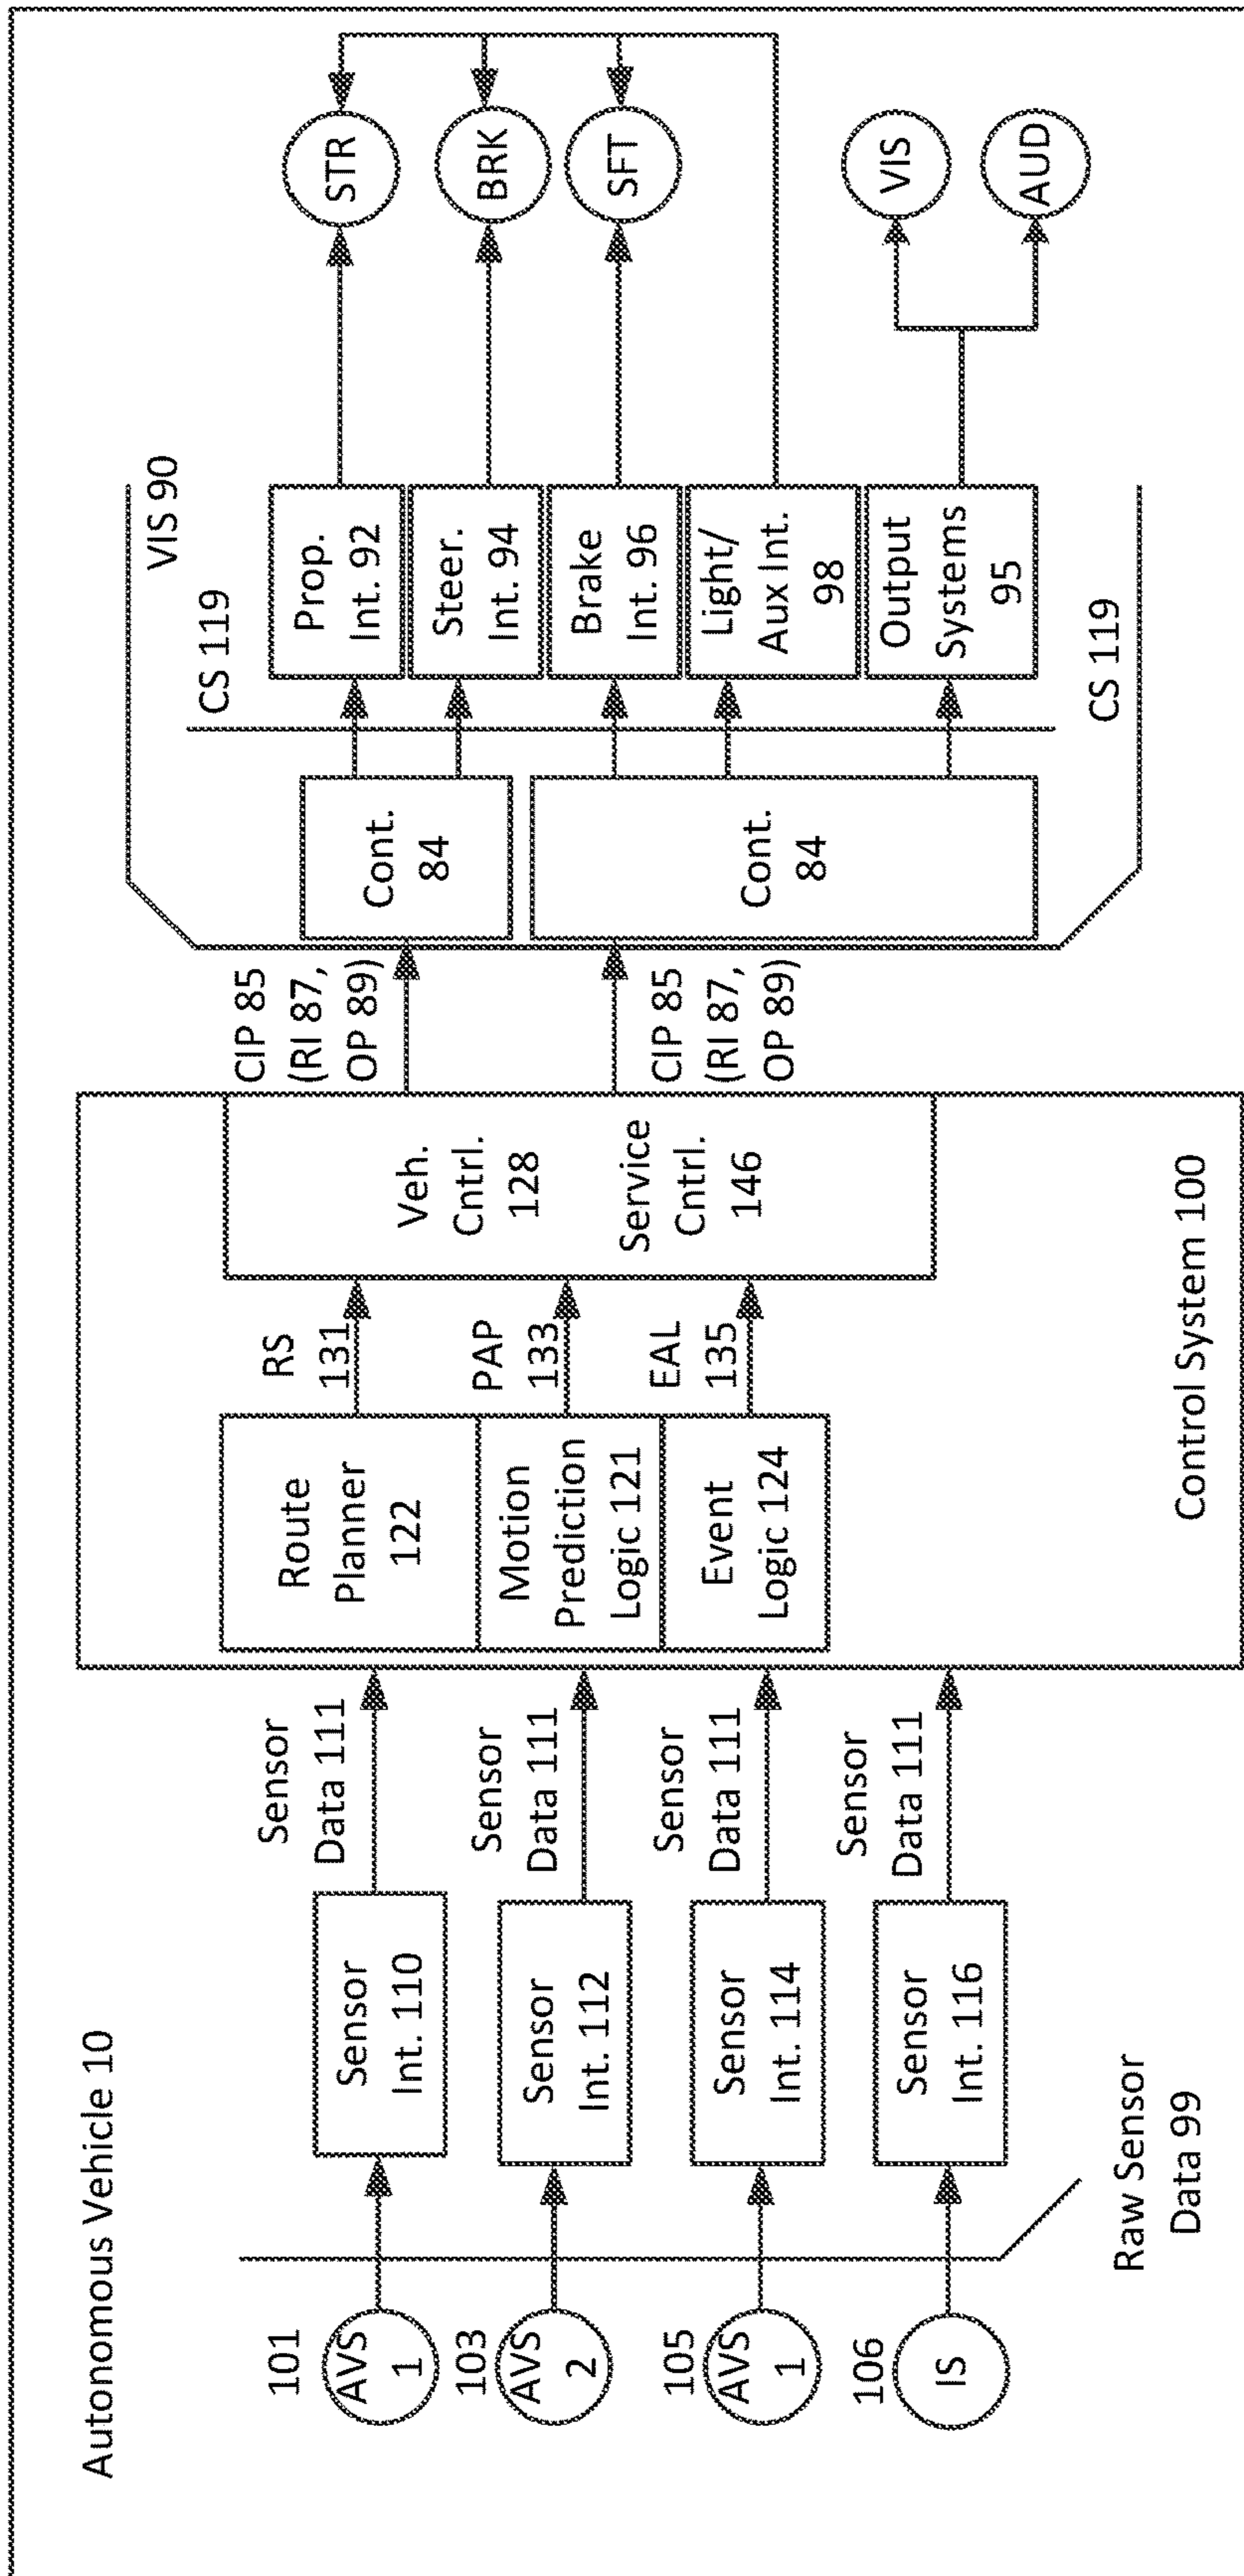 Autonomous Vehicle 10
101
AVS
1
103
AVS
2
105
AVS
1
106
IS
Raw Sensor
Data 99
Sensor
Int. 110
Sensor
Int. 112
Sensor
Int. 114
Sensor
Int. 116
Sensor
Data 111
Sensor
Data 111
Sensor
Data 111
Sensor
Data 111
Route
Planner
122
Motion
Prediction
Logic 121
Event
Logic 124
RS
131
PAP
133
EAL
135
Veh.
Cntrl.
128
Service
Cntrl.
146
Control System 100
CIP 85
(RI 87,
OP 89)
CIP 85
(RI 87,
OP 89)
Cont.
84
Cont.
84
VIS 90
CS 119
CS 119
Prop.
Int. 92
Steer.
Int. 94
Brake
Int. 96
Light/
Aux Int.
98
Output
Systems
95
STR
BRK
SFT
VIS
AUD